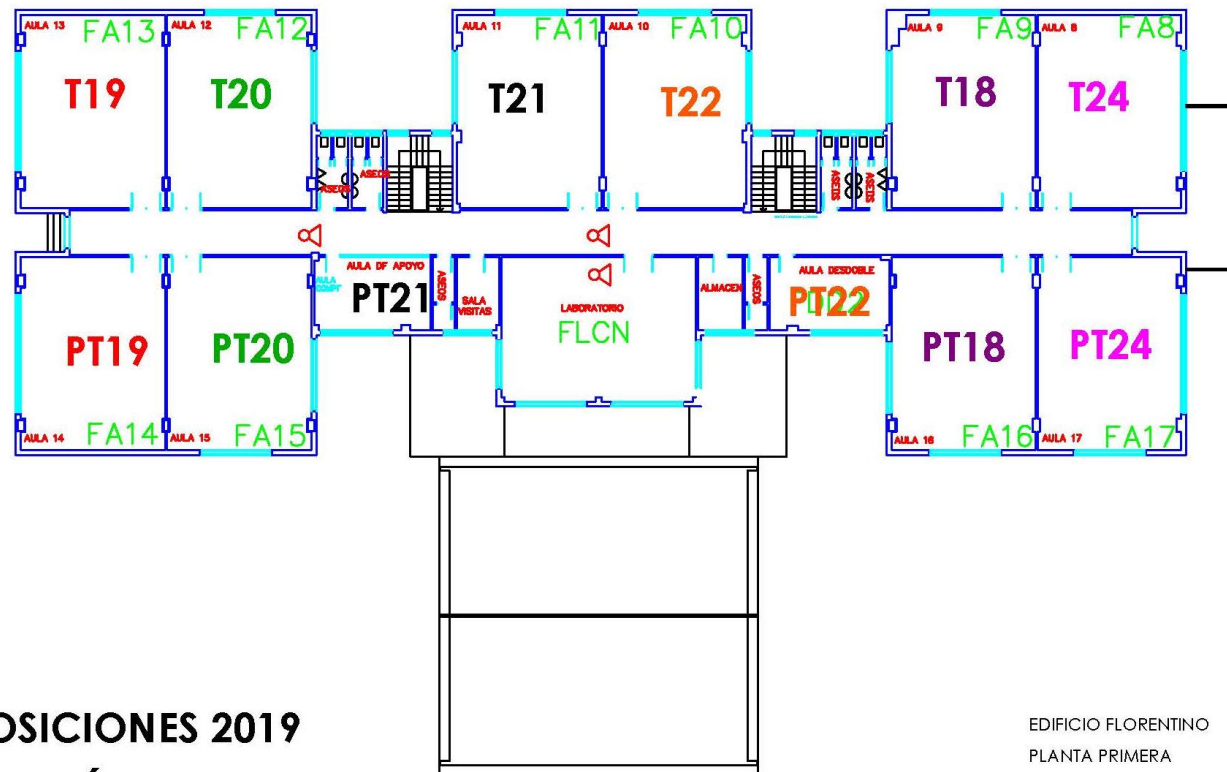 AULA 13 FA13
AULA 12 FA12
AULA 11 FA11
AULA 10 FA10
AULA 9 FA9
AULA 8 FA8
T19
T20
T21
T22
T18
T24
ASEOS
ASEOS
ASEOS
ASEOS
AULA DF APOYO
PT21
ASEOS
SALA
VISITAS
LABORATORIO
FLCN
ALMACEN
ASEOS
AULA DESDOBLE
PT22
PT19
PT20
PT18
PT24
AULA 14 FA14
AULA 15 FA15
AULA 16 FA16
AULA 17 FA17
OSICIONES 2019
EDIFICIO FLORENTINO
PLANTA PRIMERA